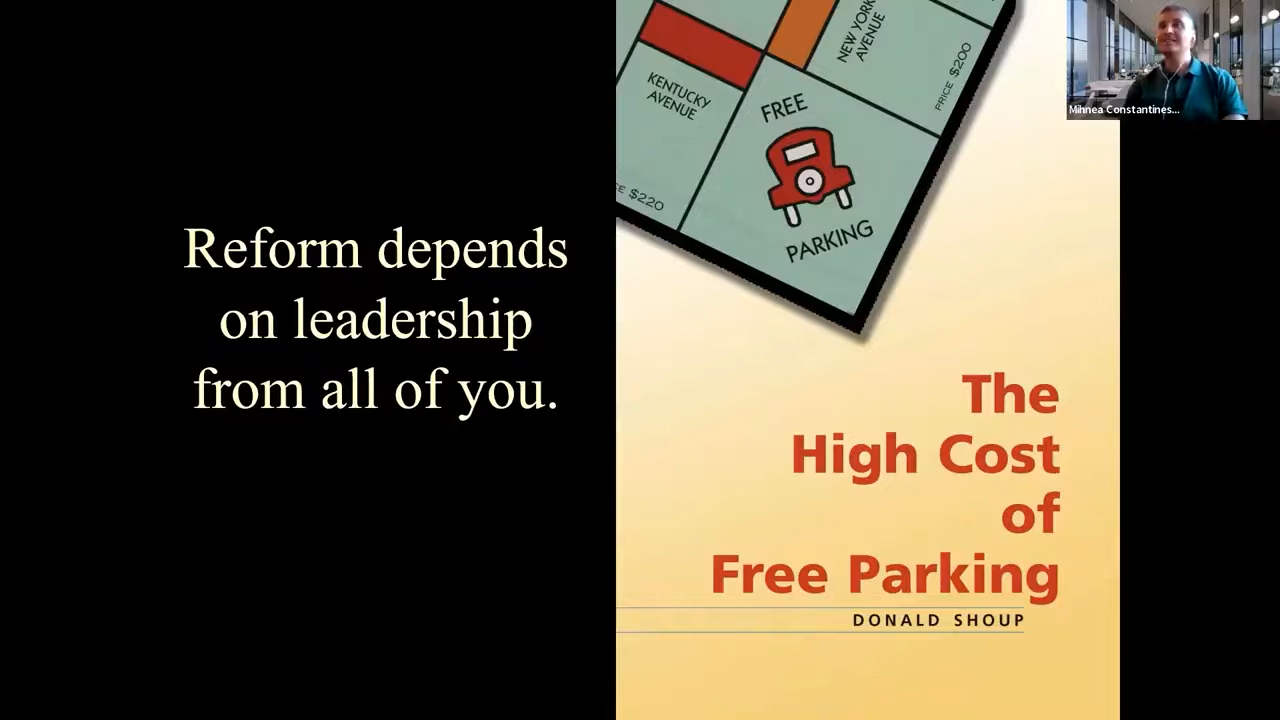 Reform depends
on leadership
from all of you.
KENTUCKY
AVENUE
CE $220
NEW YORK
AVENUE
PRICE $200
FREE
PARKING
The
High Cost
of
Free Parking
DONALD SHOUP
Mihnea Constantines...